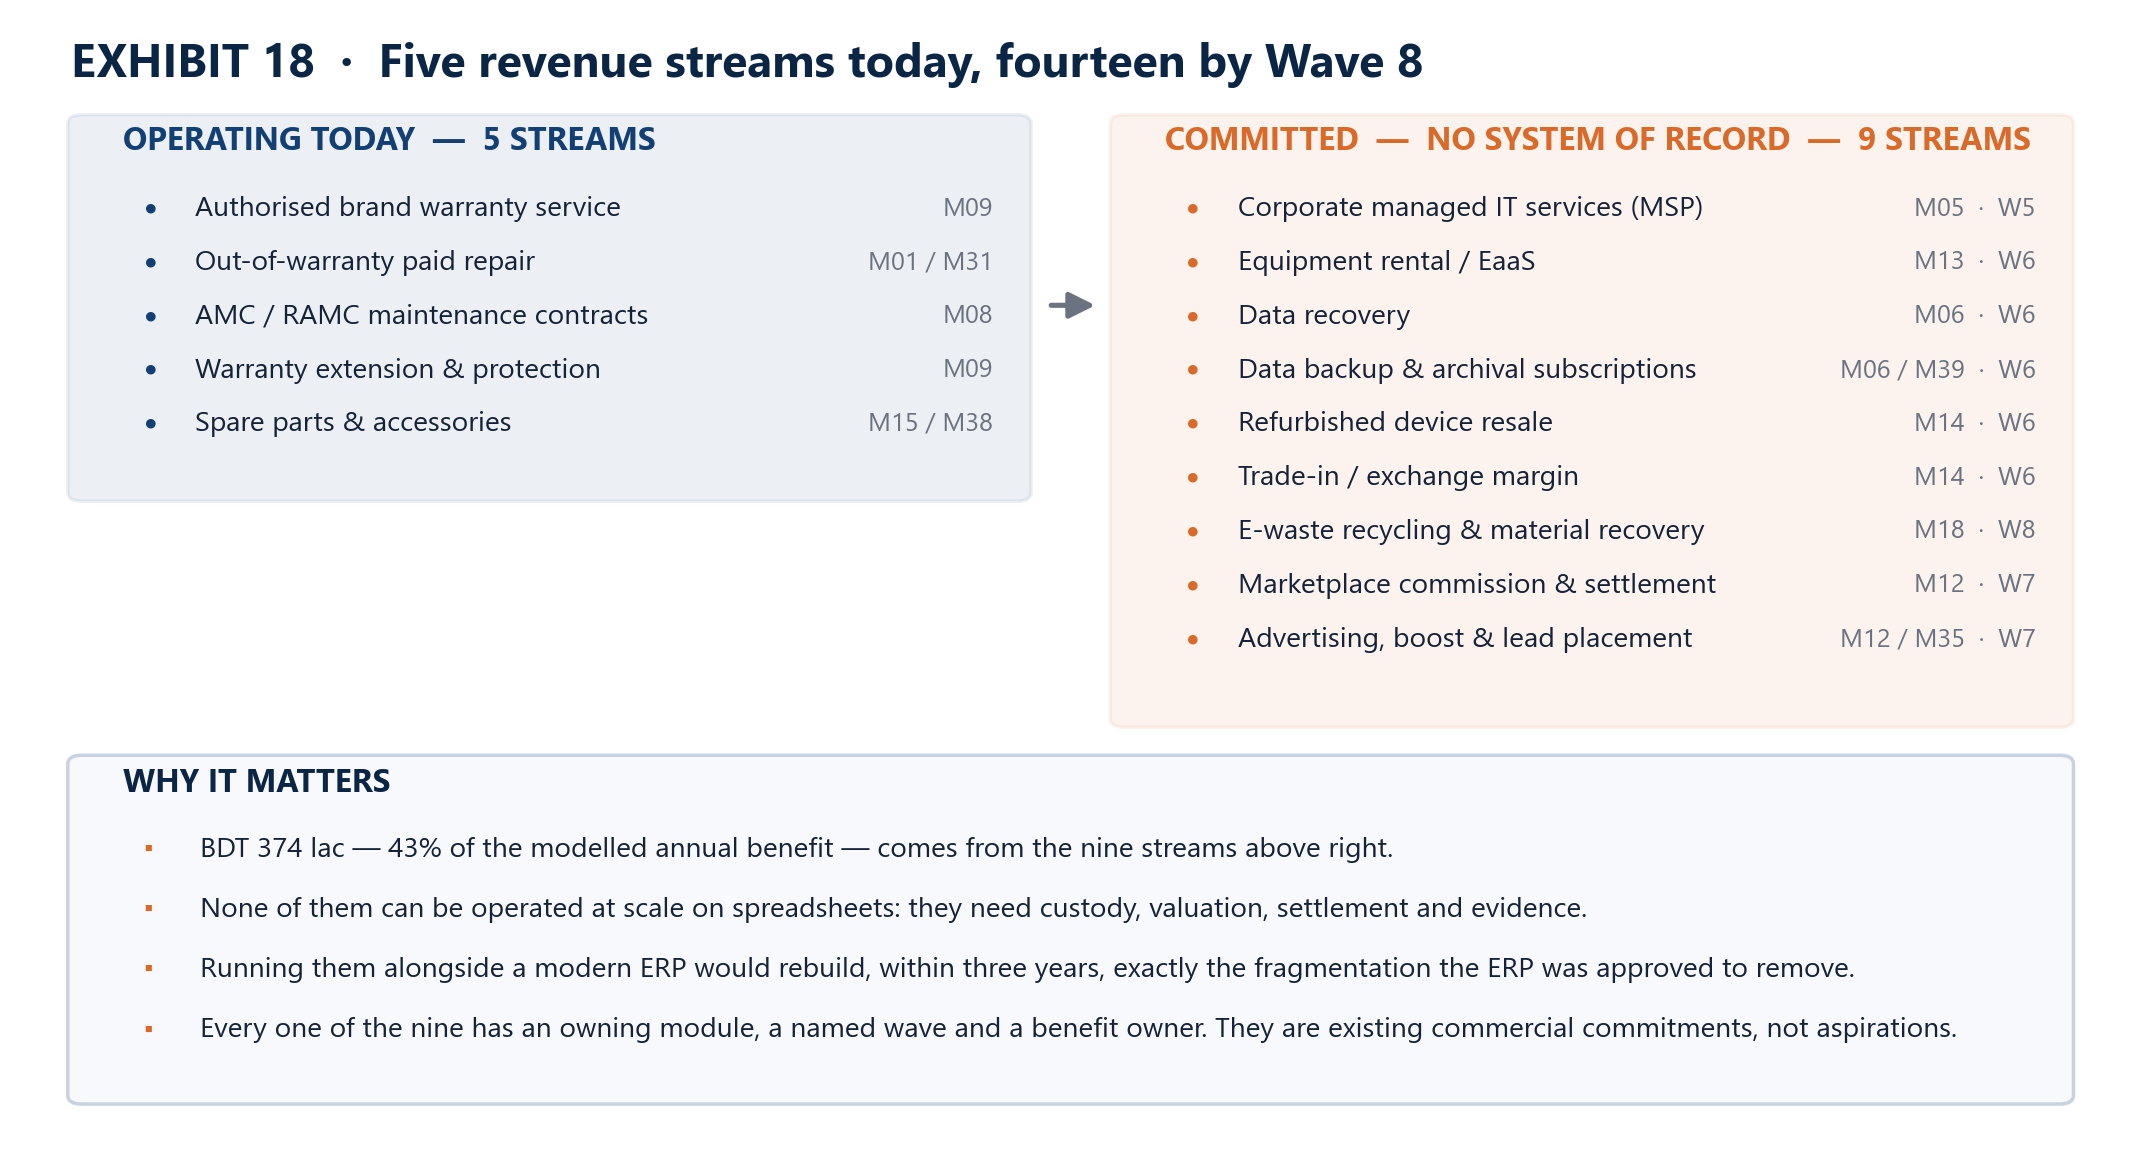 EXHIBIT 18 · Five revenue streams today, fourteen by Wave 8
OPERATING TODAY — 5 STREAMS
• Authorised brand warranty service M09
• Out-of-warranty paid repair M01 / M31
• AMC / RAMC maintenance contracts M08
• Warranty extension & protection M09
• Spare parts & accessories M15 / M38
COMMITTED — NO SYSTEM OF RECORD — 9 STREAMS
• Corporate managed IT services (MSP) M05 · W5
• Equipment rental / EaaS M13 · W6
• Data recovery M06 · W6
• Data backup & archival subscriptions M06 / M39 · W6
• Refurbished device resale M14 · W6
• Trade-in / exchange margin M14 · W6
• E-waste recycling & material recovery M18 · W8
• Marketplace commission & settlement M12 · W7
• Advertising, boost & lead placement M12 / M35 · W7
WHY IT MATTERS
▪ BDT 374 lac — 43% of the modelled annual benefit — comes from the nine streams above right.
▪ None of them can be operated at scale on spreadsheets: they need custody, valuation, settlement and evidence.
▪ Running them alongside a modern ERP would rebuild, within three years, exactly the fragmentation the ERP was approved to remove.
▪ Every one of the nine has an owning module, a named wave and a benefit owner. They are existing commercial commitments, not aspirations.